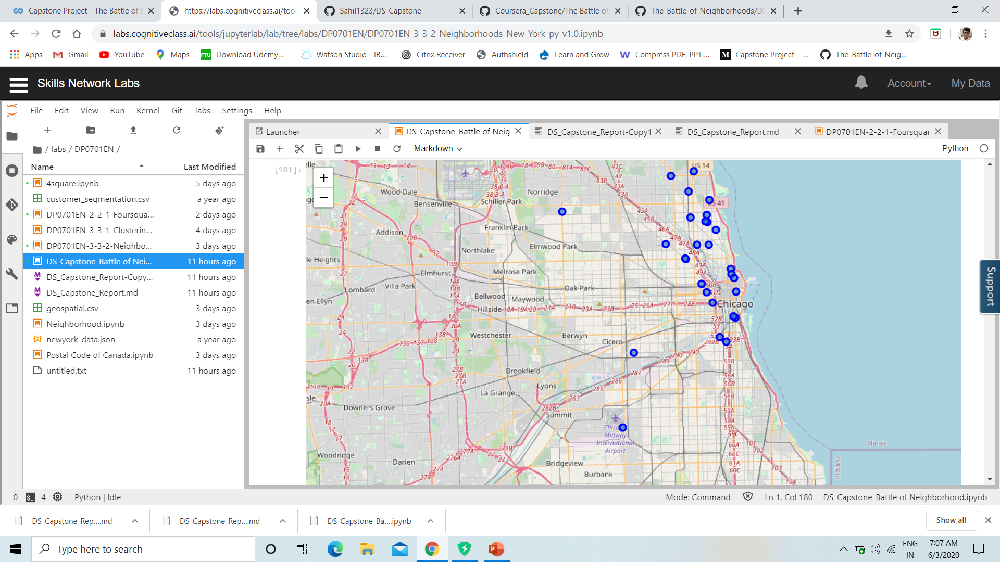 Capstone Project - The Battle of N
https://labs.cognitiveclass.ai/tool
Sahil1323/DS-Capstone
Coursera_Capstone/The Battle of
The-Battle-of-Neighborhoods/DS
labs.cognitiveclass.ai/tools/jupyterlab/lab/tree/labs/DP0701EN/DP0701EN-3-3-2-Neighborhoods-New-York-py-v1.0.ipynb
Apps
Gmail
YouTube
Maps
FTU
Download Udemy...
Watson Studio - IB...
Citrix Receiver
Authshield
Learn and Grow
Compress PDF, PPT,...
Capstone Project—...
The-Battle-of-Neig...
Skills Network Labs
Account
My Data
File Edit View Run Kernel Git Tabs Settings Help
/ labs / DP0701EN /
Name Last Modified
4square.ipynb 5 days ago
customer_segmentation.csv a year ago
DP0701EN-2-2-1-Foursqua... 2 days ago
DP0701EN-3-3-1-Clusterin... 4 days ago
DP0701EN-3-3-2-Neighbo... 3 days ago
DS_Capstone_Battle of Nei... 11 hours ago
DS_Capstone_Report-Copy... 11 hours ago
DS_Capstone_Report.md 11 hours ago
geospatial.csv 3 days ago
Neighborhood.ipynb 3 days ago
newyork_data.json a year ago
Postal Code of Canada.ipynb 3 days ago
untitled.txt 11 hours ago
Launcher
DS_Capstone_Battle of Neig
DS_Capstone_Report-Copy1
DS_Capstone_Report.md
DP0701EN-2-2-1-Foursquar
Markdown
Python
[101]:
+
−
US 14
Wood Dale
Bensenville
Schiller Park
Norridge
US 41
Franklin Park
Addison
Northlake
Elmwood Park
le Heights
Elmhurst
Melrose Park
Lombard
Villa Park
Oak Park
en Ellyn
Bellwood
Maywood
Hillside
Chicago
Westchester
Berwyn
Cicero
Brookfield
Lyons
La Grange
Downers Grove
Summit
Chicago
Midway
International
Airport
Illinois
Indiana
Woodridge
Darien
Bridgeview
Burbank
Support
0
4
Python | Idle
Mode: Command
Ln 1, Col 180
DS_Capstone_Battle of Neighborhood.ipynb
DS_Capstone_Rep....md
DS_Capstone_Rep....md
DS_Capstone_Ba....ipynb
Show all
Type here to search
ENG
IN
7:07 AM
6/3/2020